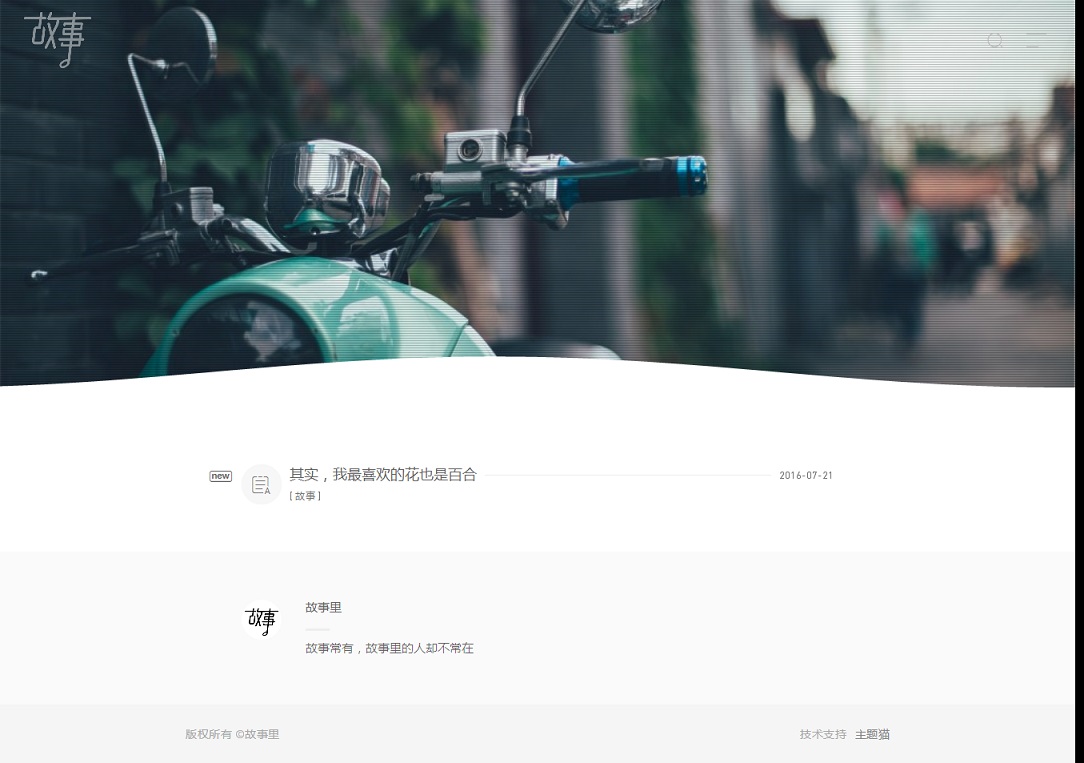 故事
new
其实，我最喜欢的花也是百合
2016-07-21
[ 故事 ]
故事
故事里
故事常有，故事里的人却不常在
版权所有 ©故事里
技术支持 主题猫